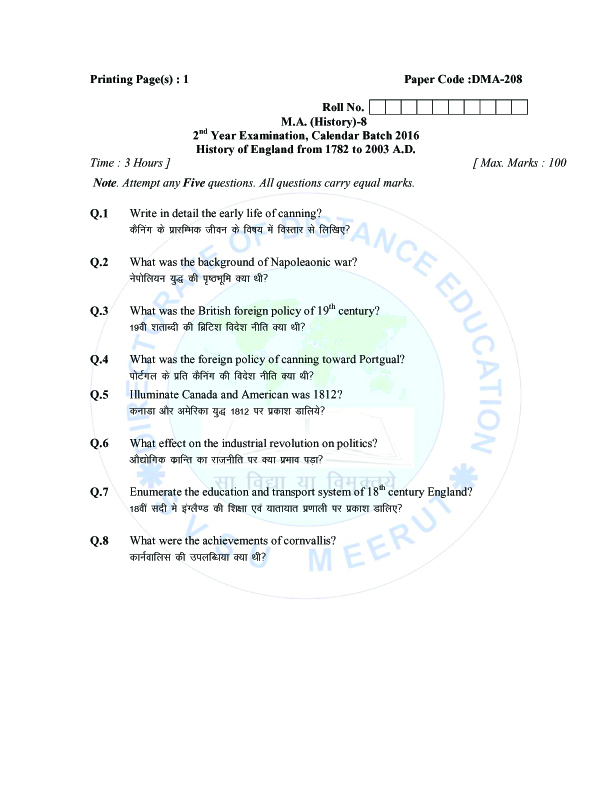 Printing Page(s) : 1 Paper Code :DMA-208
Roll No.
M.A. (History)-8
2nd Year Examination, Calendar Batch 2016
History of England from 1782 to 2003 A.D.
Time : 3 Hours ] [ Max. Marks : 100
Note. Attempt any Five questions. All questions carry equal marks.
Q.1 Write in detail the early life of canning?
कैनिंग के प्रारम्भिक जीवन के विषय में विस्तार से लिखिए?
Q.2 What was the background of Napoleaonic war?
नेपोलियन युद्ध की पृष्ठभूमि क्या थी?
Q.3 What was the British foreign policy of 19th century?
19वी शताब्दी की ब्रिटिश विदेश नीति क्या थी?
Q.4 What was the foreign policy of canning toward Portgual?
पोर्टगल के प्रति कैनिंग की विदेश नीति क्या थी?
Q.5 Illuminate Canada and American was 1812?
कनाडा और अमेरिका युद्ध 1812 पर प्रकाश डालिये?
Q.6 What effect on the industrial revolution on politics?
औद्योगिक क्रान्ति का राजनीति पर क्या प्रभाव पड़ा?
Q.7 Enumerate the education and transport system of 18th century England?
18वीं सदी मे इंग्लैण्ड की शिक्षा एवं यातायात प्रणाली पर प्रकाश डालिए?
Q.8 What were the achievements of cornvallis?
कार्नवालिस की उपलब्धिया क्या थी?
DIRECTORATE OF DISTANCE EDUCATION
सा विद्या या विमुक्तये
S V S U MEERUT